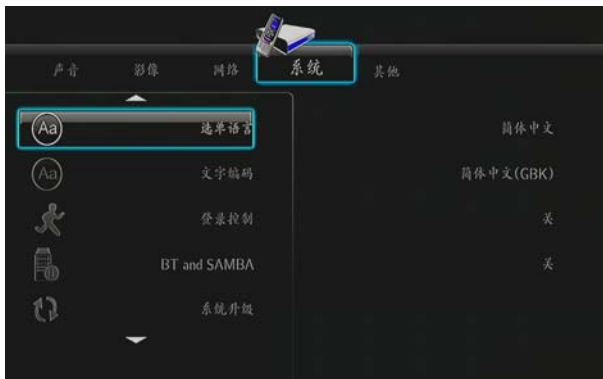 声音 影像 网络 系统 其他
选单语言 简体中文
文字编码 简体中文(GBK)
登录控制 关
BT and SAMBA 关
系统升级